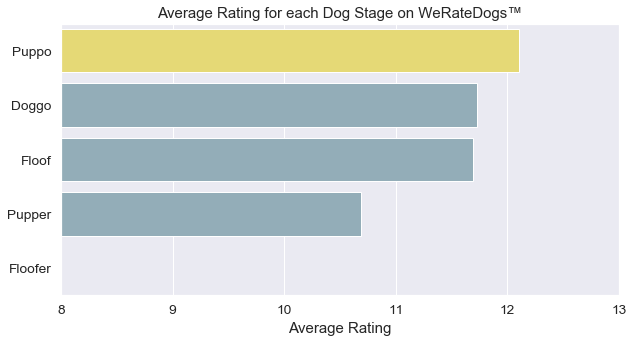 Average Rating for each Dog Stage on WeRateDogs™
Puppo
Doggo
Floof
Pupper
Floofer
8 9 10 11 12 13
Average Rating